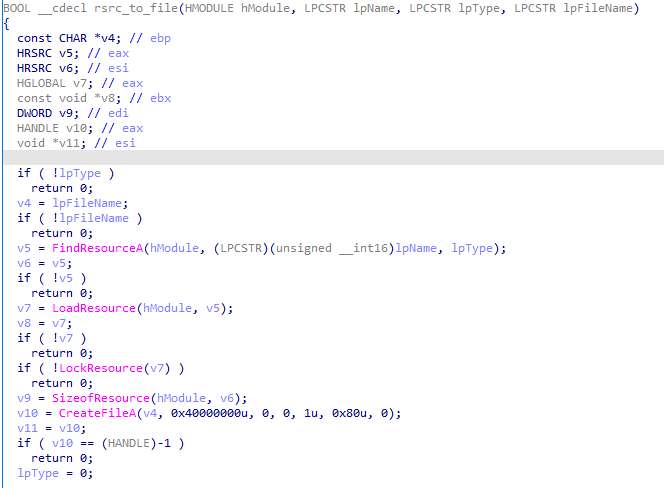 BOOL __cdecl rsrc_to_file(HMODULE hModule, LPCSTR lpName, LPCSTR lpType, LPCSTR lpFileName)
{
  const CHAR *v4; // ebp
  HRSRC v5; // eax
  HRSRC v6; // esi
  HGLOBAL v7; // eax
  const void *v8; // ebx
  DWORD v9; // edi
  HANDLE v10; // eax
  void *v11; // esi
  if ( !lpType )
    return 0;
  v4 = lpFileName;
  if ( !lpFileName )
    return 0;
  v5 = FindResourceA(hModule, (LPCSTR)(unsigned __int16)lpName, lpType);
  v6 = v5;
  if ( !v5 )
    return 0;
  v7 = LoadResource(hModule, v5);
  v8 = v7;
  if ( !v7 )
    return 0;
  if ( !LockResource(v7) )
    return 0;
  v9 = SizeofResource(hModule, v6);
  v10 = CreateFileA(v4, 0x40000000u, 0, 0, 1u, 0x80u, 0);
  v11 = v10;
  if ( v10 == (HANDLE)-1 )
    return 0;
  lpType = 0;